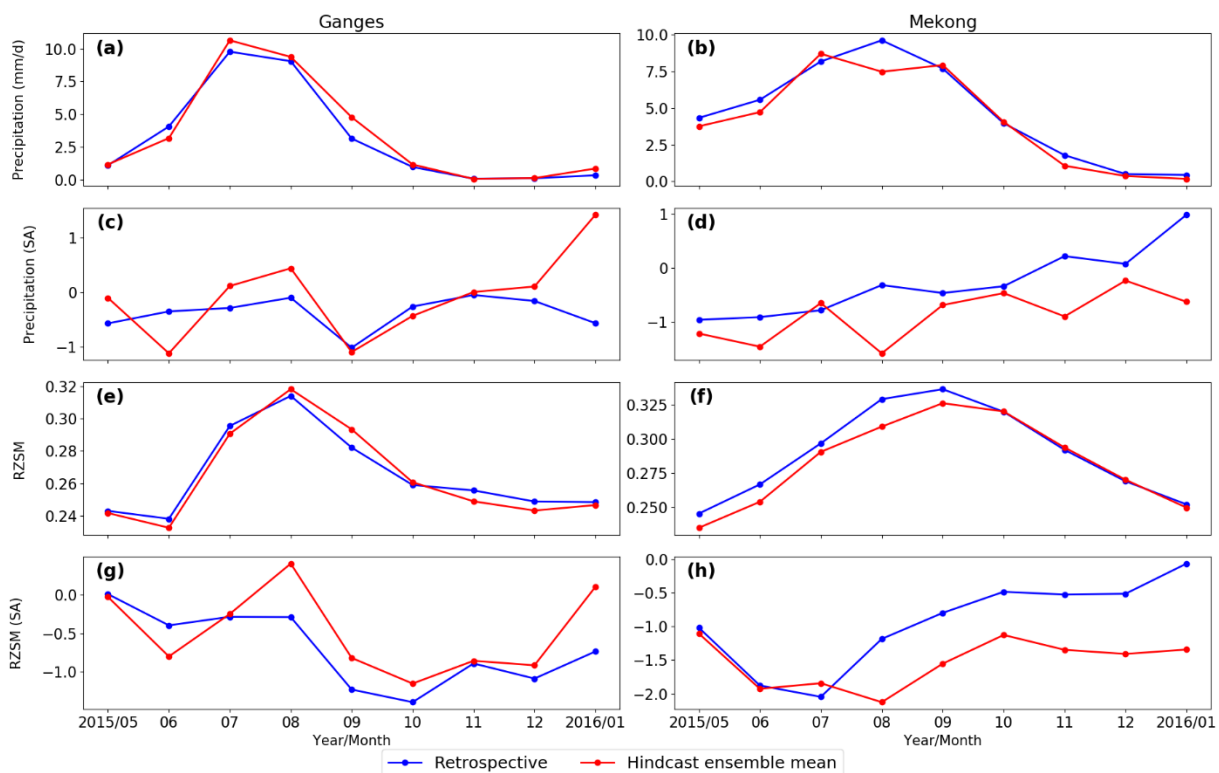 Ganges
Mekong
(a)
Precipitation (mm/d)
10.0
7.5
5.0
2.5
0.0
(b)
Precipitation (mm/d)
10.0
7.5
5.0
2.5
0.0
(c)
Precipitation (SA)
1
0
−1
(d)
1
0
−1
(e)
RZSM
0.32
0.30
0.28
0.26
0.24
(f)
0.325
0.300
0.275
0.250
(g)
RZSM (SA)
0.0
−0.5
−1.0
(h)
0.0
−0.5
−1.0
−1.5
−2.0
2015/05 06 07 08 09 10 11 12 2016/01
Year/Month
2015/05 06 07 08 09 10 11 12 2016/01
Year/Month
Retrospective
Hindcast ensemble mean